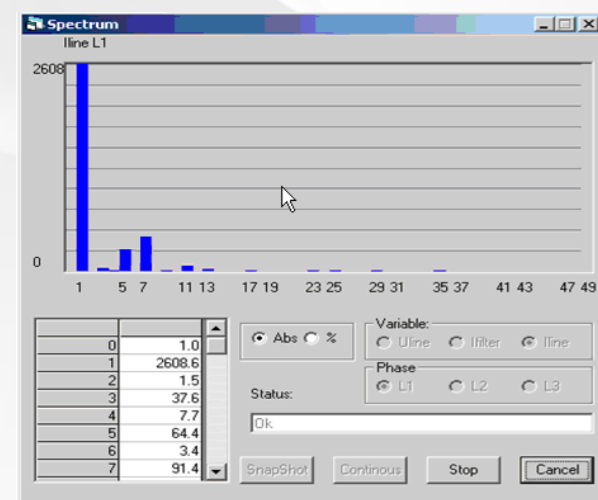 Spectrum
Iline L1
2608
0
1 5 7 11 13 17 19 23 25 29 31 35 37 41 43 47 49
0 1.0
1 2608.6
2 1.5
3 37.6
4 7.7
5 64.4
6 3.4
7 91.4
Abs %
Variable:
Uline Ifilter Iline
Phase
L1 L2 L3
Status:
Ok
SnapShot Continous Stop Cancel